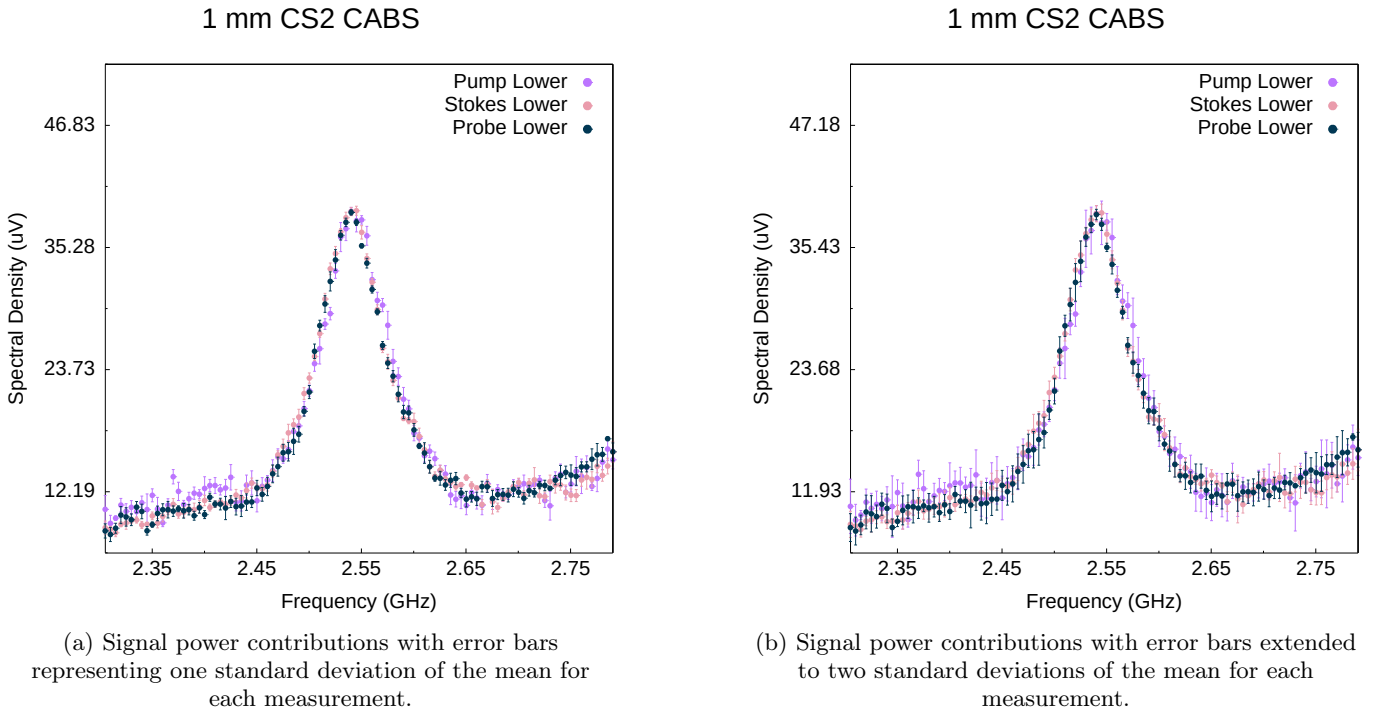 1 mm CS2 CABS
Pump Lower
Stokes Lower
Probe Lower
46.83
35.28
23.73
12.19
Spectral Density (uV)
2.35
2.45
2.55
2.65
2.75
Frequency (GHz)
(a) Signal power contributions with error bars
representing one standard deviation of the mean for
each measurement.
1 mm CS2 CABS
Pump Lower
Stokes Lower
Probe Lower
47.18
35.43
23.68
11.93
Spectral Density (uV)
2.35
2.45
2.55
2.65
2.75
Frequency (GHz)
(b) Signal power contributions with error bars extended
to two standard deviations of the mean for each
measurement.